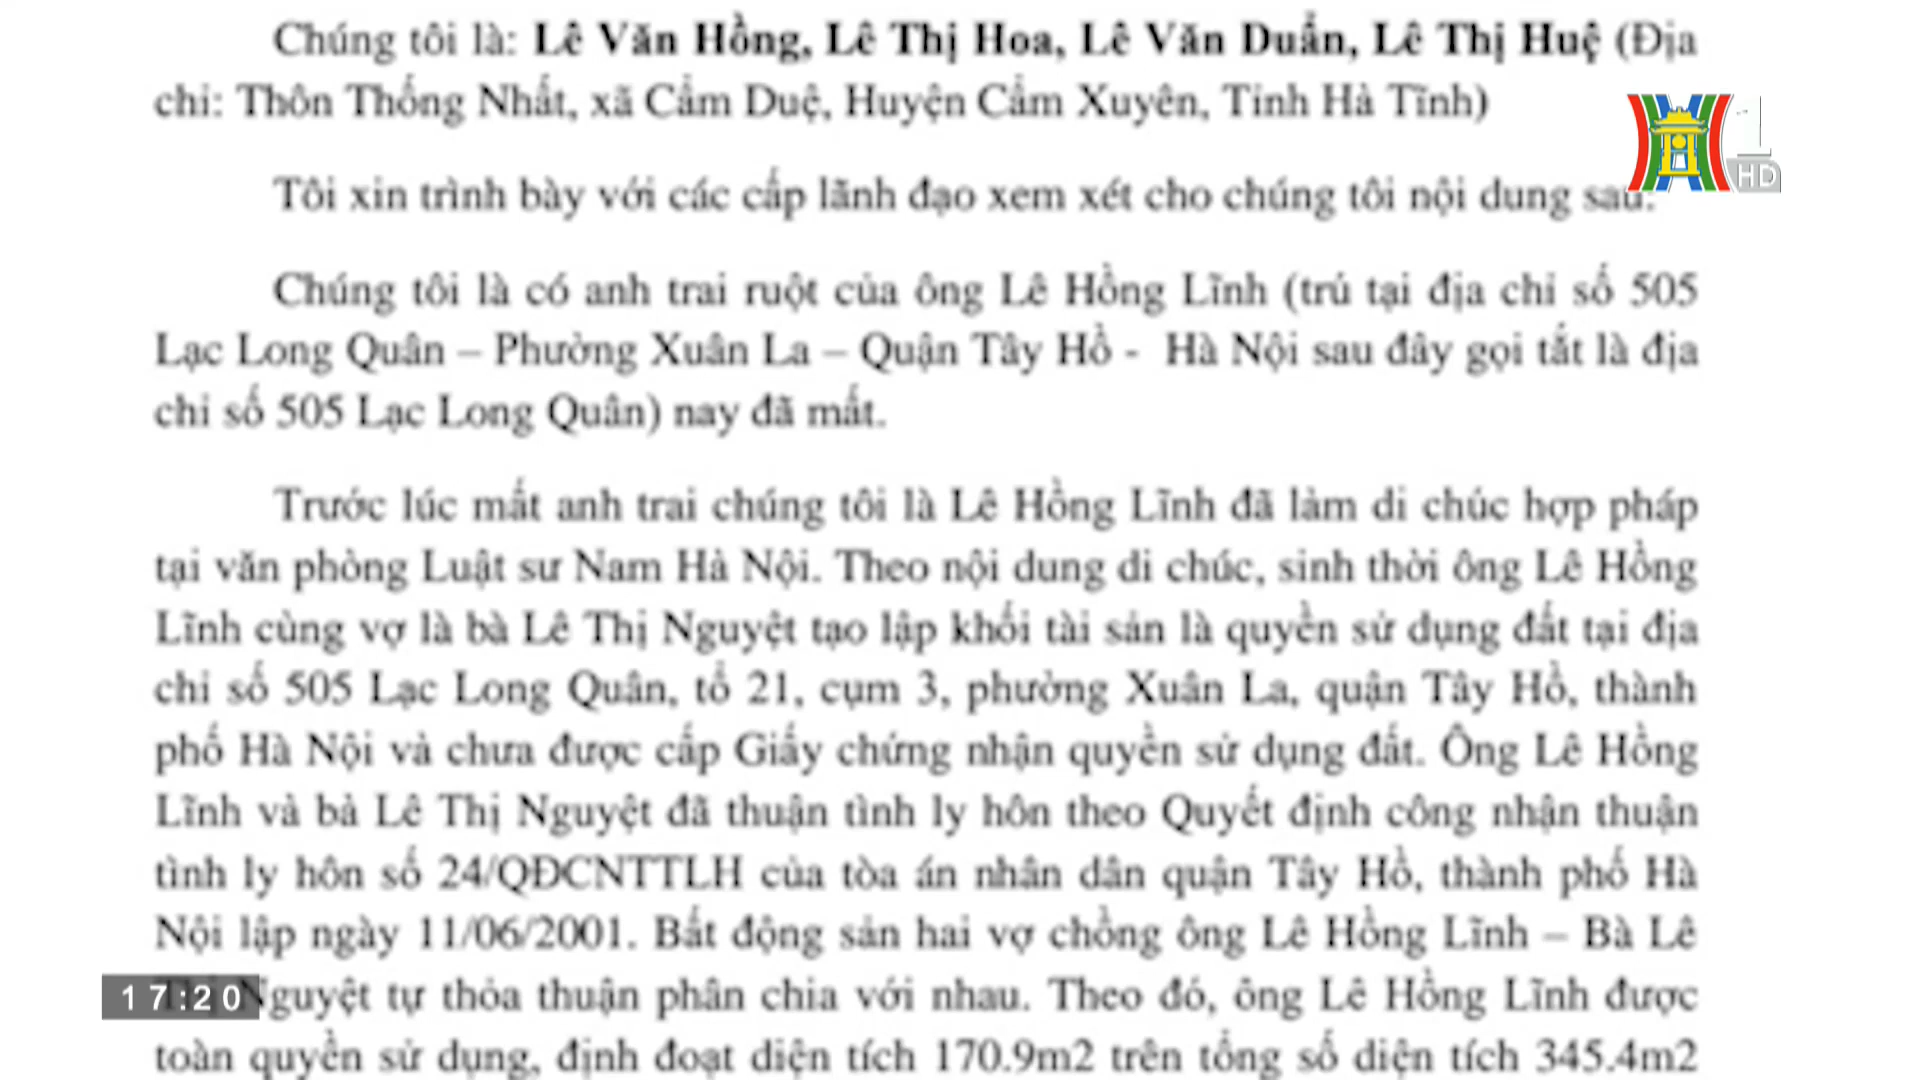 Chúng tôi là: Lê Văn Hồng, Lê Thị Hoa, Lê Văn Duẩn, Lê Thị Huệ (Địa
chỉ: Thôn Thống Nhất, xã Cẩm Duệ, Huyện Cẩm Xuyên, Tỉnh Hà Tĩnh)
1
HD
Tôi xin trình bày với các cấp lãnh đạo xem xét cho chúng tôi nội dung sau:
Chúng tôi là có anh trai ruột của ông Lê Hồng Lĩnh (trú tại địa chỉ số 505
Lạc Long Quân – Phường Xuân La – Quận Tây Hồ - Hà Nội sau đây gọi tắt là địa
chỉ số 505 Lạc Long Quân) nay đã mất.
Trước lúc mất anh trai chúng tôi là Lê Hồng Lĩnh đã làm di chúc hợp pháp
tại văn phòng Luật sư Nam Hà Nội. Theo nội dung di chúc, sinh thời ông Lê Hồng
Lĩnh cùng vợ là bà Lê Thị Nguyệt tạo lập khối tài sản là quyền sử dụng đất tại địa
chỉ số 505 Lạc Long Quân, tổ 21, cụm 3, phường Xuân La, quận Tây Hồ, thành
phố Hà Nội và chưa được cấp Giấy chứng nhận quyền sử dụng đất. Ông Lê Hồng
Lĩnh và bà Lê Thị Nguyệt đã thuận tình ly hôn theo Quyết định công nhận thuận
tình ly hôn số 24/QĐCNTTLH của tòa án nhân dân quận Tây Hồ, thành phố Hà
Nội lập ngày 11/06/2001. Bất động sản hai vợ chồng ông Lê Hồng Lĩnh – Bà Lê
17:20
Nguyệt tự thỏa thuận phân chia với nhau. Theo đó, ông Lê Hồng Lĩnh được
toàn quyền sử dụng, định đoạt diện tích 170.9m2 trên tổng số diện tích 345.4m2